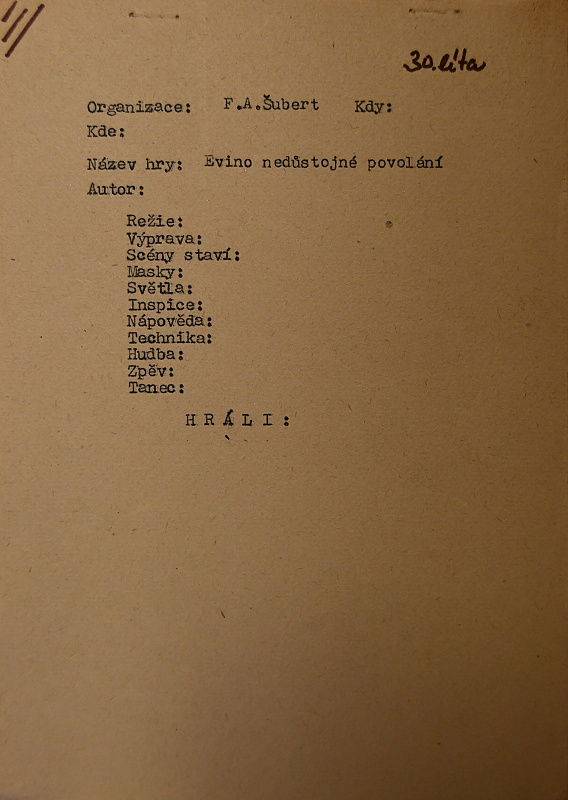 30. léta
Organizace: F.A.Šubert Kdy:
Kde:
Název hry: Evino nedůstojné povolání
Autor:
Režie:
Výprava:
Scény staví:
Masky:
Světla:
Inspice:
Nápověda:
Technika:
Hudba:
Zpěv:
Tanec:
H R Á L I :